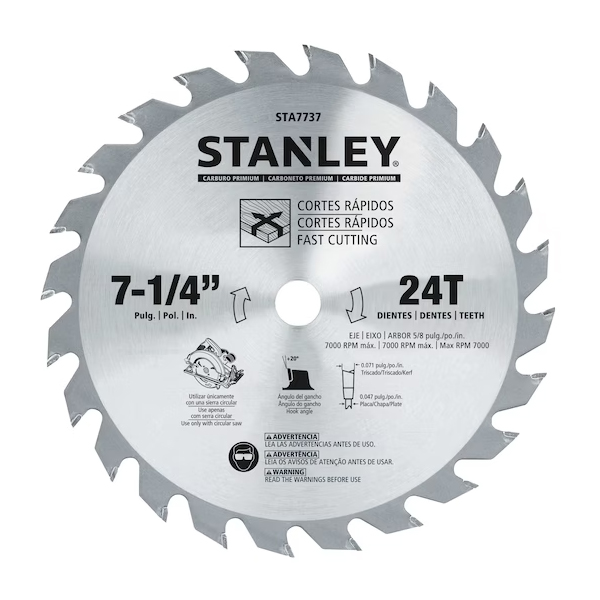 STA7737
STANLEY®
CARBURO PREMIUM | CARBONETO PREMIUM | CARBIDE PREMIUM
CORTES RÁPIDOS
CORTES RÁPIDOS
FAST CUTTING
7-1/4”
Pulg. | Pol. | In.
24T
DIENTES | DENTES | TEETH
EJE | EIXO | ARBOR 5/8 pulg./po./in.
7000 RPM máx. | 7000 RPM máx. | Max RPM 7000
Utilizar únicamente
con una sierra circular
Use apenas
com serra circular
Use only with circular saw
+20°
Ángulo del gancho
Ângulo do gancho
Hook angle
0.071 pulg./po./in.
Triscado/Triscado/Kerf
0.047 pulg./po./in.
Placa/Chapa/Plate
ADVERTENCIA
LEA LAS ADVERTENCIAS ANTES DE USO.
ADVERTÊNCIA
LEIA OS AVISOS DE ATENÇÃO ANTES DE USAR.
WARNING
READ THE WARNINGS BEFORE USE